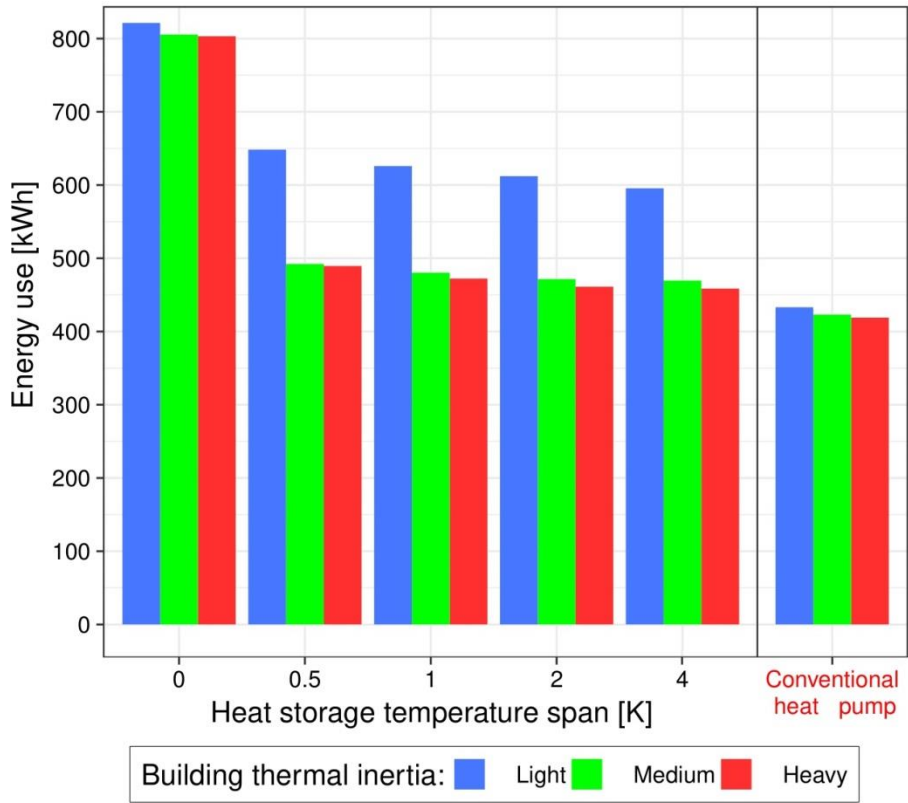 Energy use [kWh]
800
700
600
500
400
300
200
100
0
0 0.5 1 2 4
Conventional
heat pump
Heat storage temperature span [K]
Building thermal inertia: Light Medium Heavy